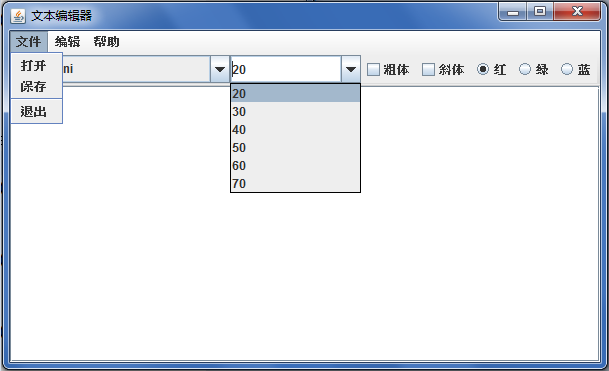 文本编辑器
文件 编辑 帮助
打开
保存
退出
ni
20
粗体 斜体 红 绿 蓝
20
30
40
50
60
70